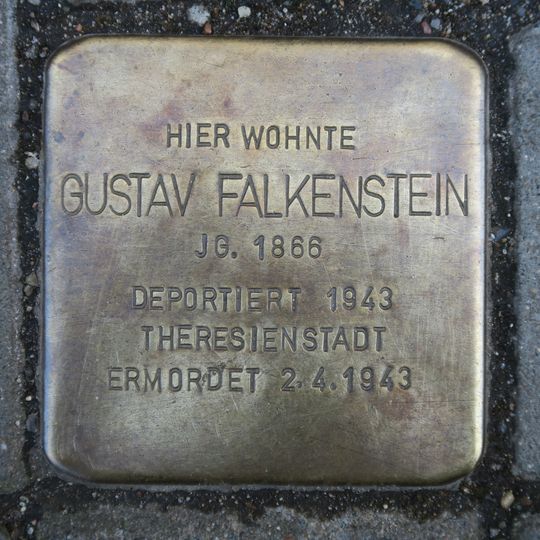 HIER WOHNTE
GUSTAV FALKENSTEIN
JG. 1866
DEPORTIERT 1943
THERESIENSTADT
ERMORDET 2.4.1943